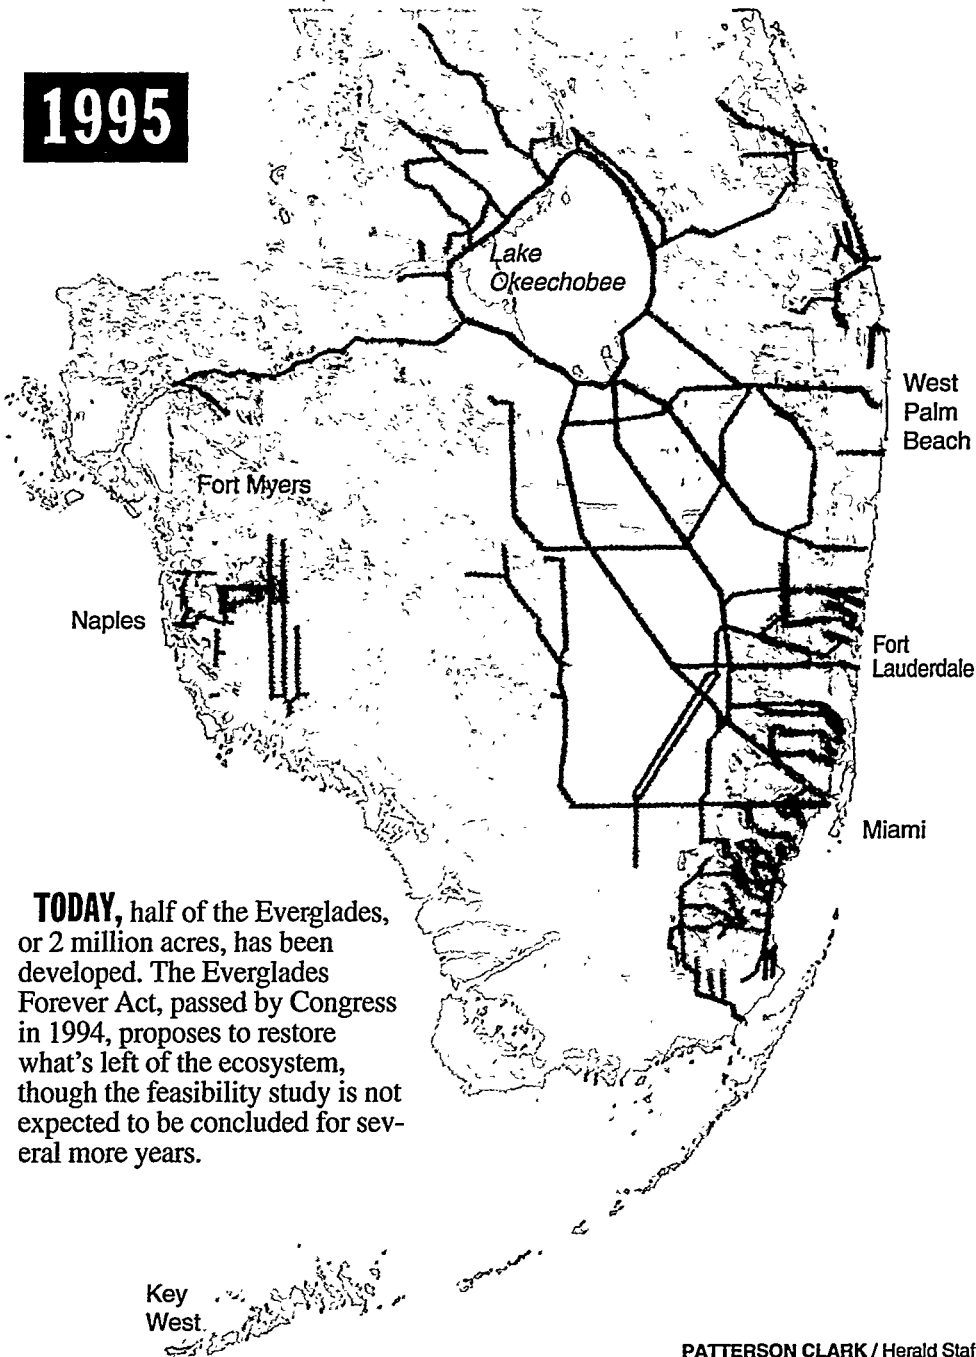 1995
Lake
Okeechobee
West
Palm
Beach
Fort Myers
Naples
Fort
Lauderdale
Miami
TODAY, half of the Everglades,
or 2 million acres, has been
developed. The Everglades
Forever Act, passed by Congress
in 1994, proposes to restore
what's left of the ecosystem,
though the feasibility study is not
expected to be concluded for sev-
eral more years.
Key
West
PATTERSON CLARK / Herald Staf